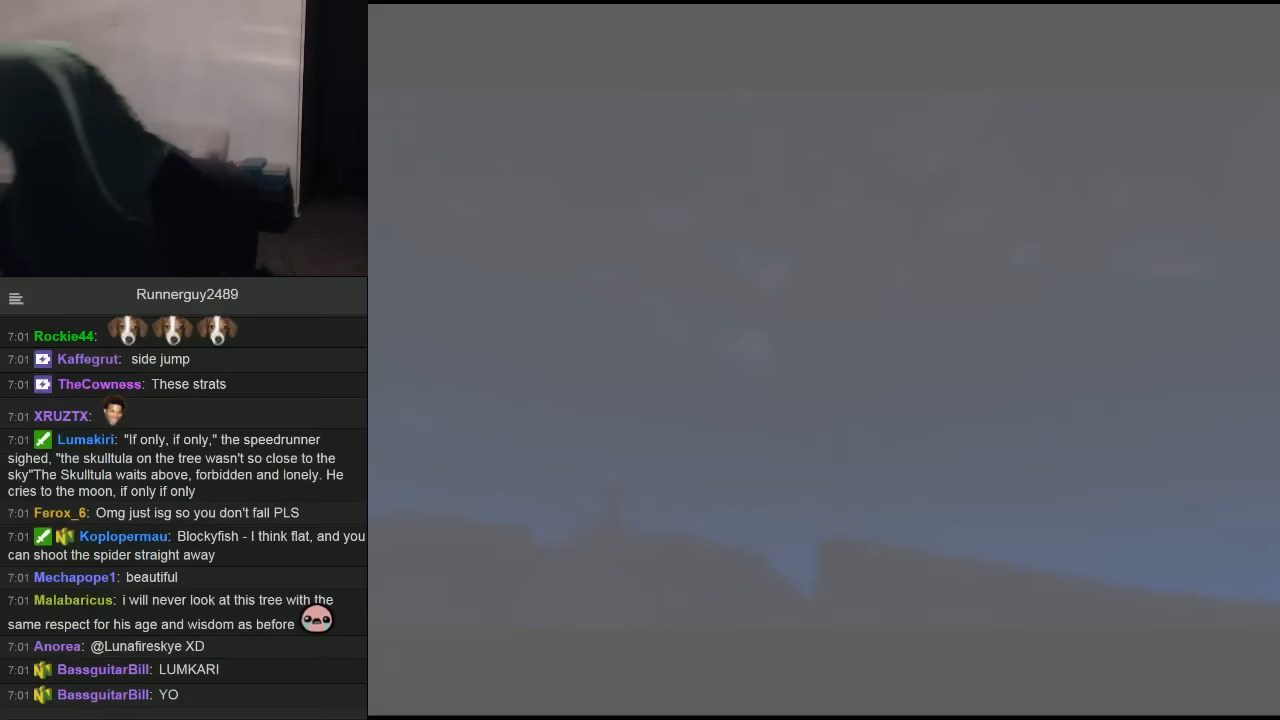 Runnerguy2489
7:01 Rockie44:
7:01 Kaffegrut: side jump
7:01 TheCowness: These strats
7:01 XRUZTX:
7:01 Lumakiri: "If only, if only," the speedrunner
sighed, "the skulltula on the tree wasn't so close to the
sky"The Skulltula waits above, forbidden and lonely. He
cries to the moon, if only if only
7:01 Ferox_6: Omg just isg so you don't fall PLS
7:01 Koplopermau: Blockyfish - I think flat, and you
can shoot the spider straight away
7:01 Mechapope1: beautiful
7:01 Malabaricus: i will never look at this tree with the
same respect for his age and wisdom as before
7:01 Anorea: @Lunafireskye XD
7:01 BassguitarBill: LUMKARI
7:01 BassguitarBill: YO